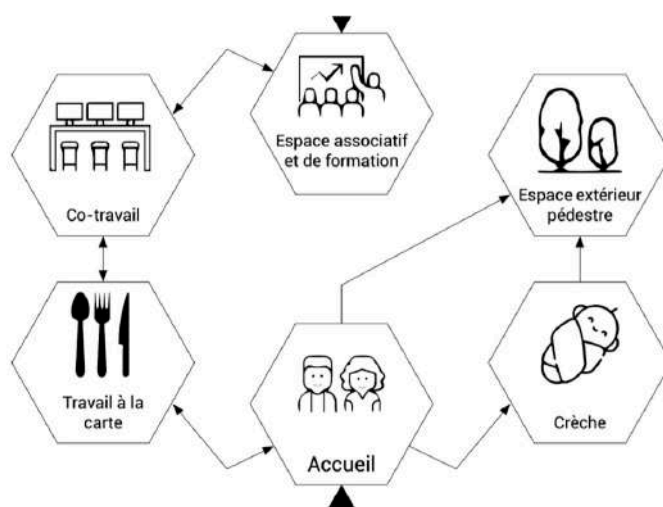 Espace associatif
et de formation
Co-travail
Espace extérieur
pédestre
Travail à la
carte
Accueil
Crèche